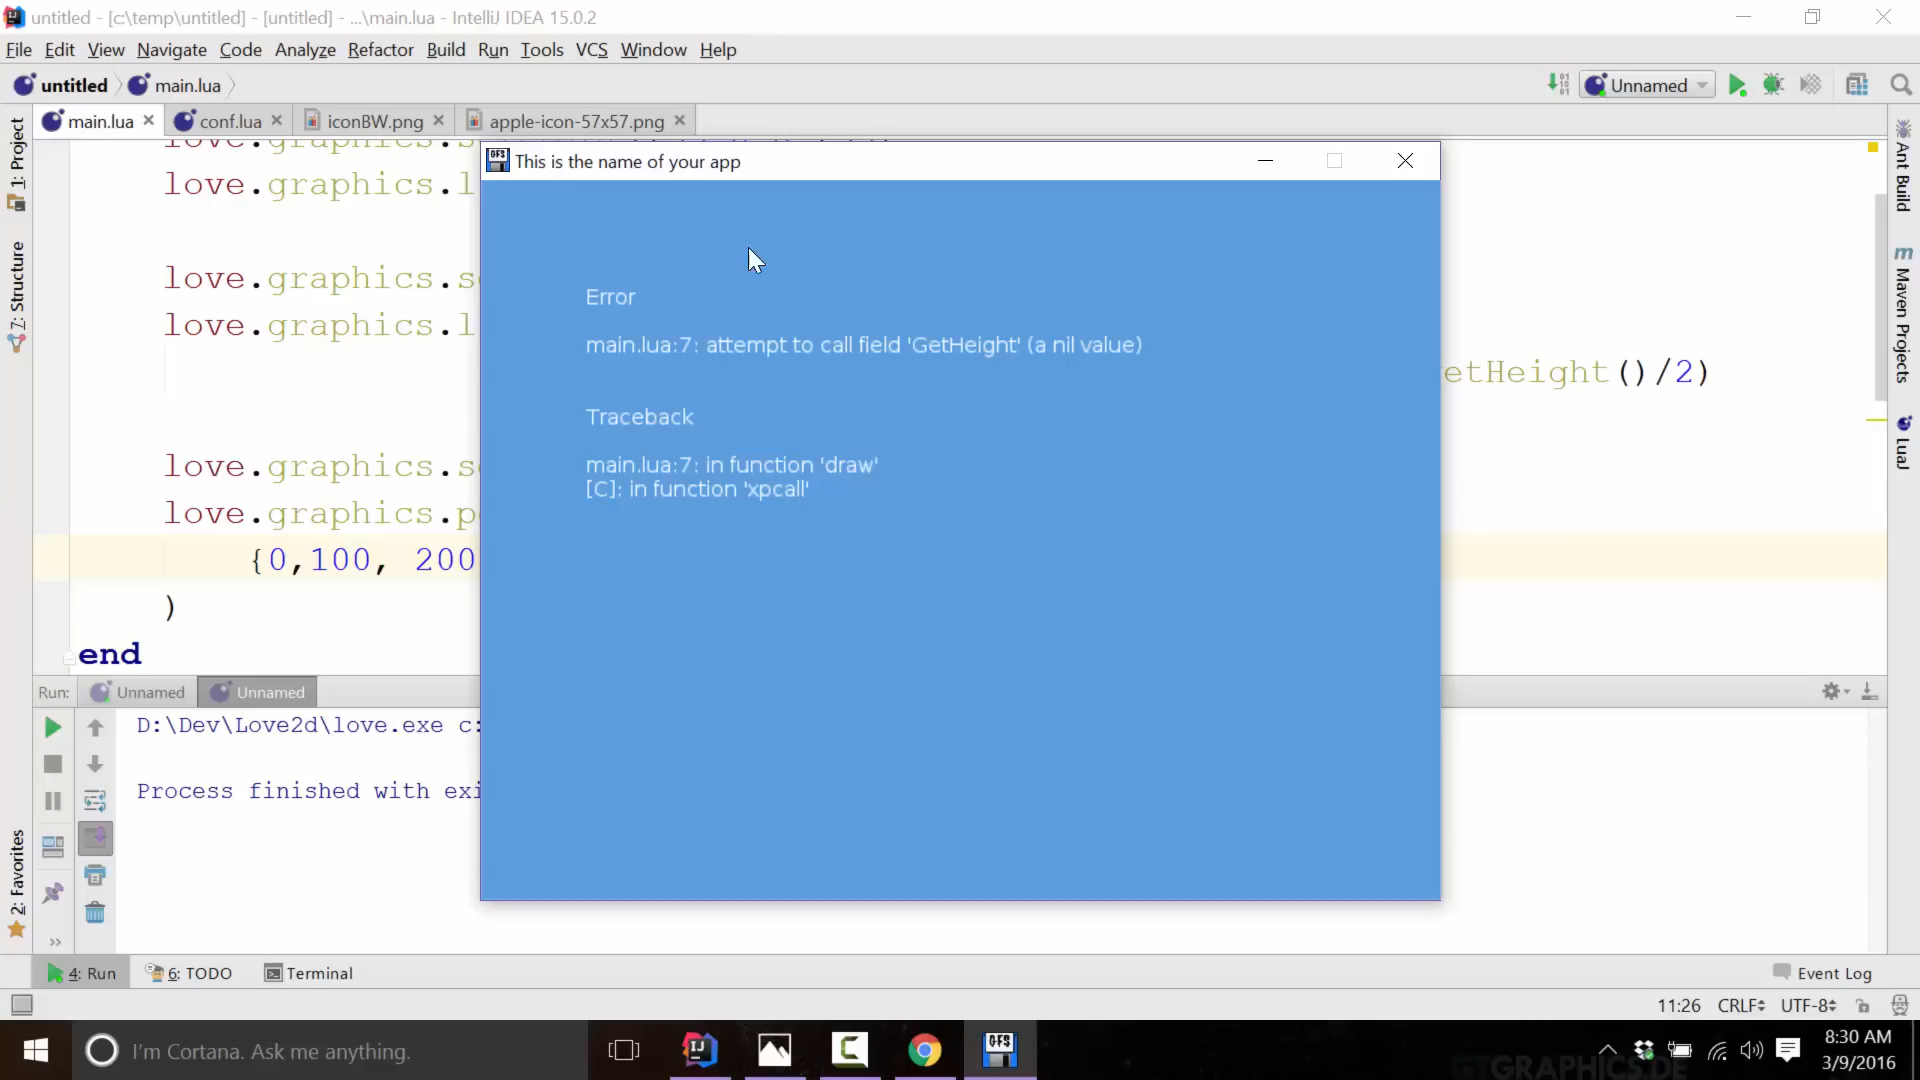 untitled - [c:\temp\untitled] - [untitled] - ...\main.lua - IntelliJ IDEA 15.0.2
File Edit View Navigate Code Analyze Refactor Build Run Tools VCS Window Help
untitled main.lua Unnamed
main.lua conf.lua iconBW.png apple-icon-57x57.png
1: Project
7: Structure
2: Favorites
Ant Build
Maven Projects
LuaJ
love.graphics.l
love.graphics.s
love.graphics.l
etHeight()/2)
love.graphics.s
love.graphics.p
{0,100, 200
)
end
GFS This is the name of your app
Error
main.lua:7: attempt to call field 'GetHeight' (a nil value)
Traceback
main.lua:7: in function 'draw'
[C]: in function 'xpcall'
Run: Unnamed Unnamed
D:\Dev\Love2d\love.exe c:
Process finished with exi
4: Run 6: TODO Terminal Event Log
11:26 CRLF UTF-8
I'm Cortana. Ask me anything.
IJ
GFS
8:30 AM
3/9/2016
GTGRAPHICS.DE